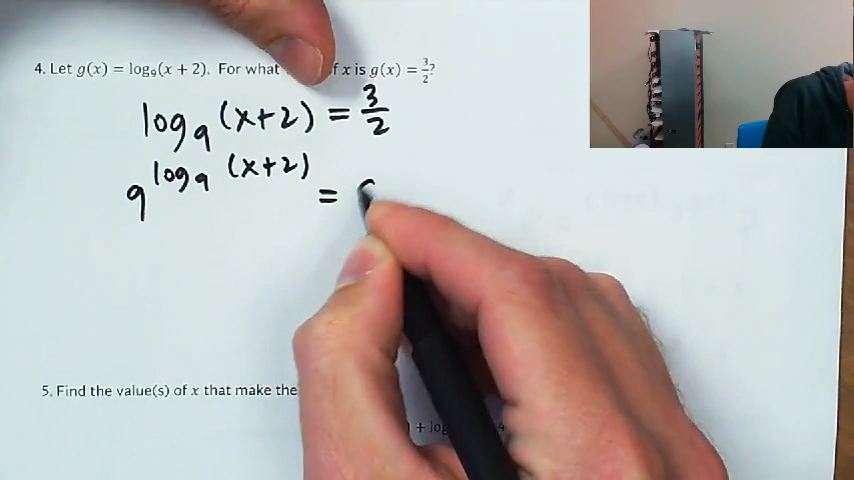 4. Let g(x) = log₉(x + 2). For what f x is g(x) = 3/2?
log₉ (x+2) = 3/2
9^(log₉ (x+2)) =
5. Find the value(s) of x that make the
+ log 4